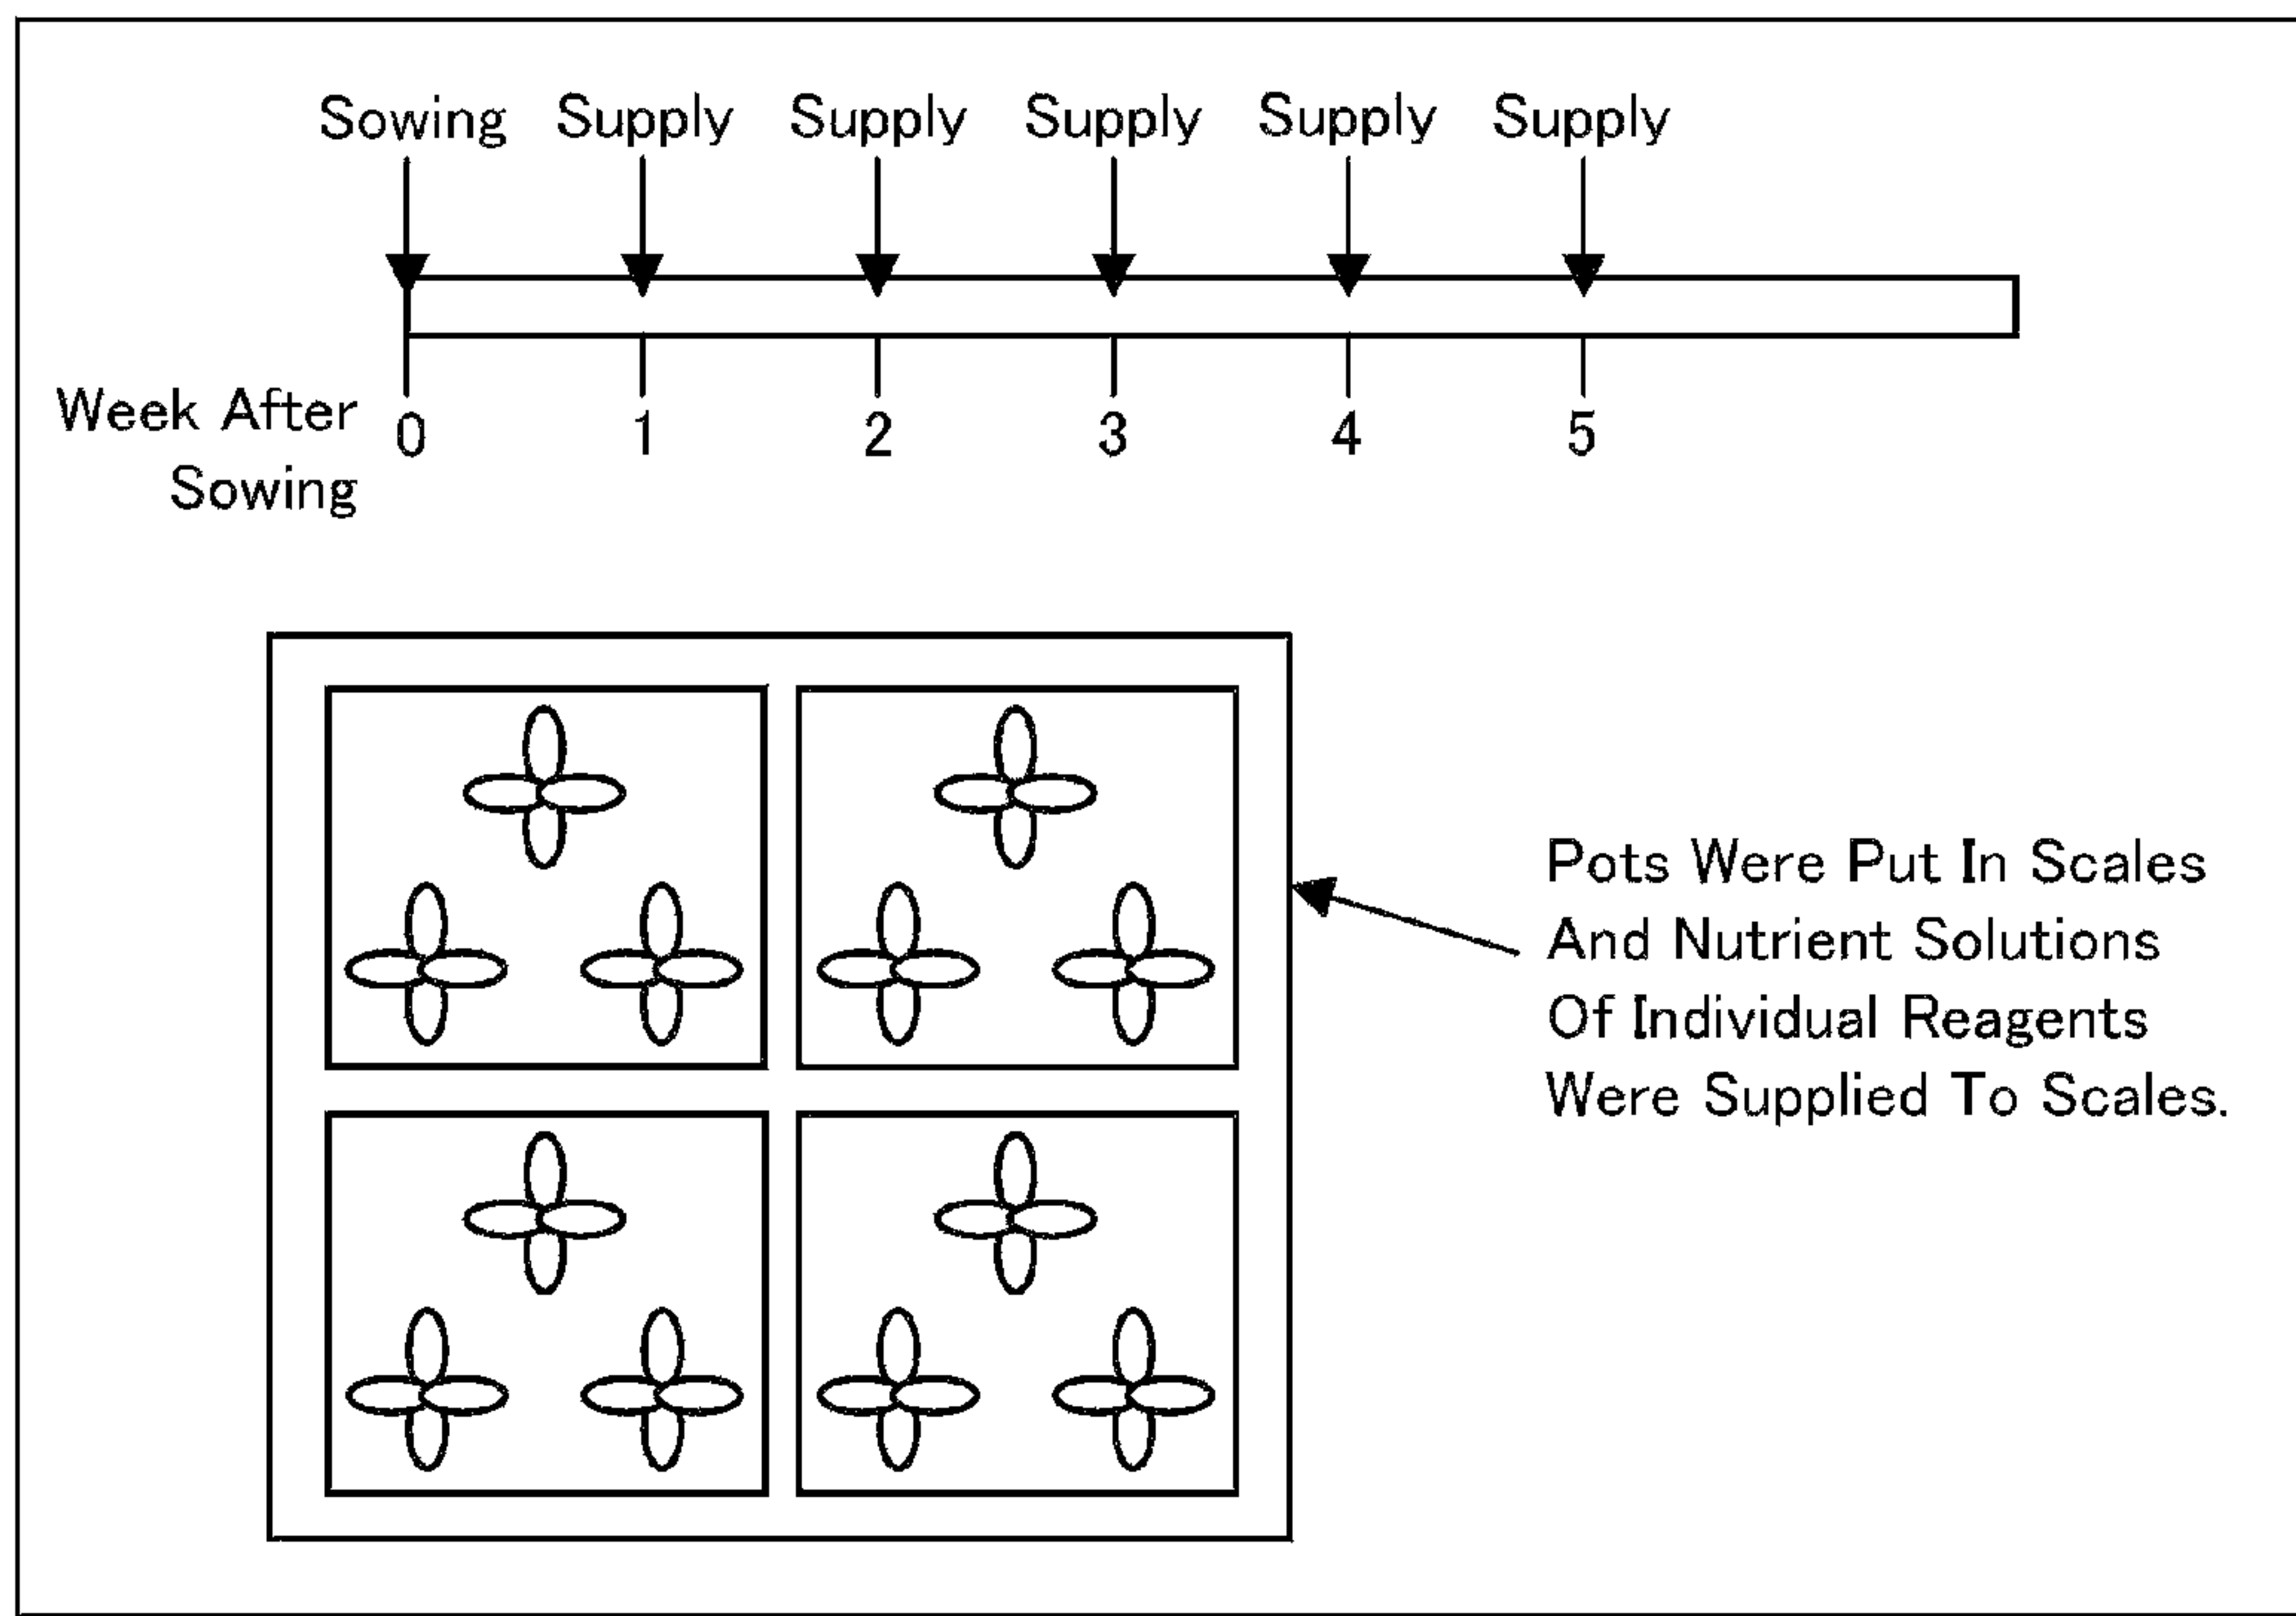 Sowing Supply Supply Supply Supply Supply
Week After
Sowing
0 1 2 3 4 5
Pots Were Put In Scales
And Nutrient Solutions
Of Individual Reagents
Were Supplied To Scales.